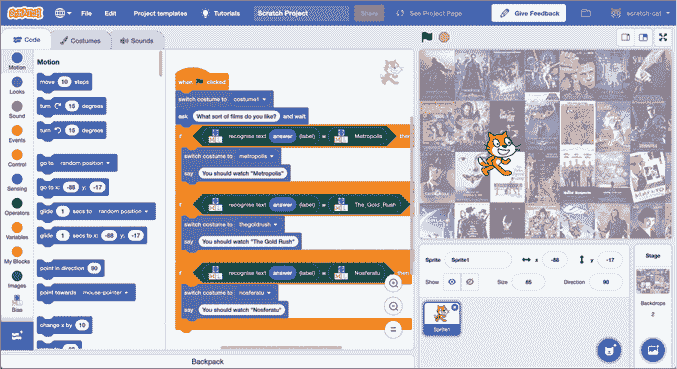 SCRATCH File Edit Project templates Tutorials Scratch Project Share See Project Page Give Feedback scratch-cat
Code Costumes Sounds
Motion
Looks
Sound
Events
Control
Sensing
Operators
Variables
My Blocks
Images
Bias
Motion
move 10 steps
turn 15 degrees
turn 15 degrees
go to random position
go to x: -88 y: -17
glide 1 secs to random position
glide 1 secs to x: -88 y: -17
point in direction 90
point towards mouse-pointer
change x by 10
when clicked
switch costume to costume1
ask What sort of films do you like? and wait
if recognise text answer (label) = Metropolis then
switch costume to metropolis
say You should watch "Metropolis"
if recognise text answer (label) = The_Gold_Rush
switch costume to thegoldrush
say You should watch "The Gold Rush"
if recognise text answer (label) = Nosferatu then
switch costume to nosferatu
say You should watch "Nosferatu"
Backpack
Sprite Sprite1 x -88 y -17
Show Size 65 Direction 90
Sprite1
Stage
Backdrops
2